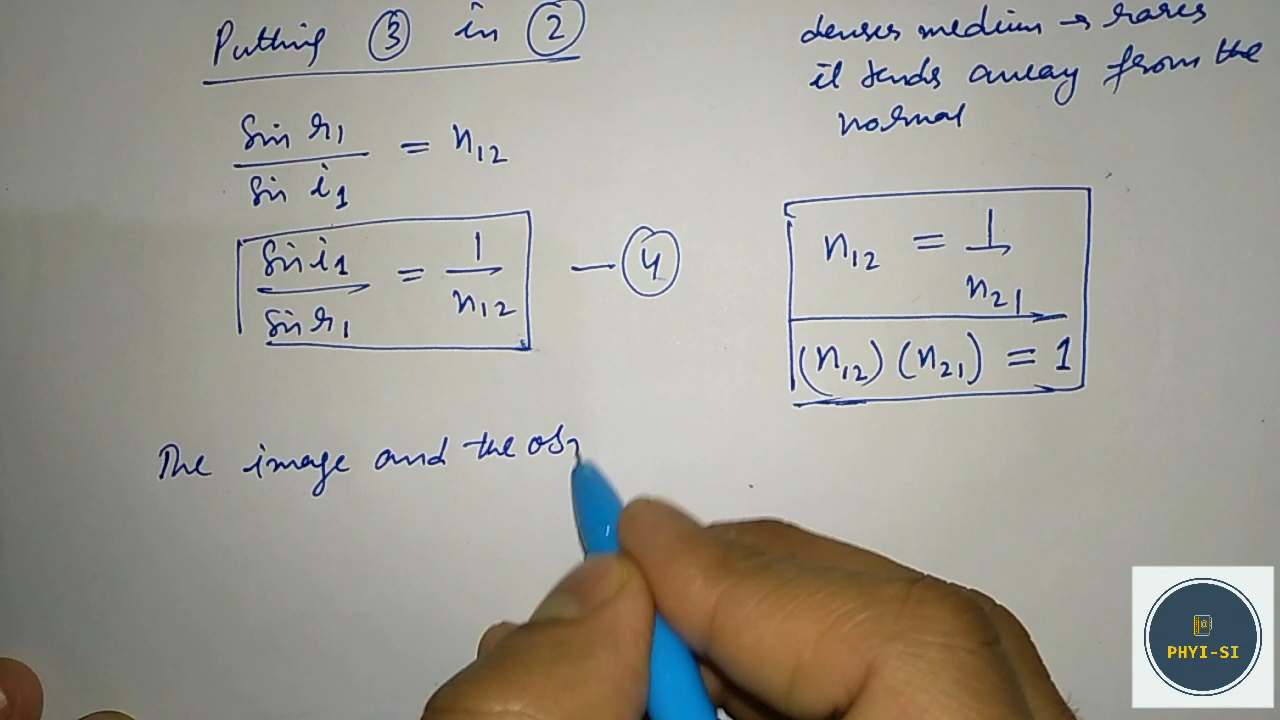 Putting ③ in ②
sin r₁ / sin i₁ = n₁₂
sin i₁ / sin r₁ = 1 / n₁₂ — ④
The image and the ob
denser medium → rarer
it tends away from the
normal
n₁₂ = 1 / n₂₁
(n₁₂) (n₂₁) = 1
PHYI-SI